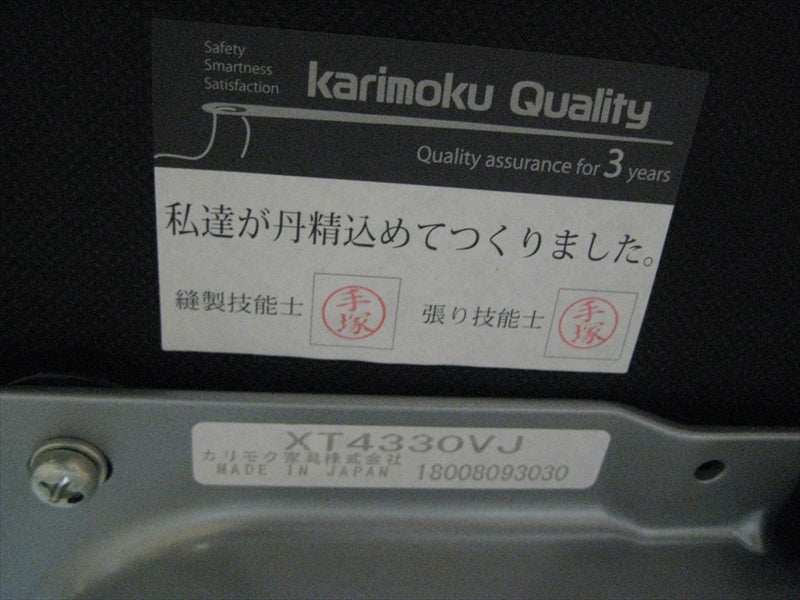 Safety
Smartness
Satisfaction
karimoku Quality
Quality assurance for 3 years
私達が丹精込めてつくりました。
縫製技能士 手塚 張り技能士 手塚
XT4330VJ
カリモク家具株式会社
MADE IN JAPAN 18008093030